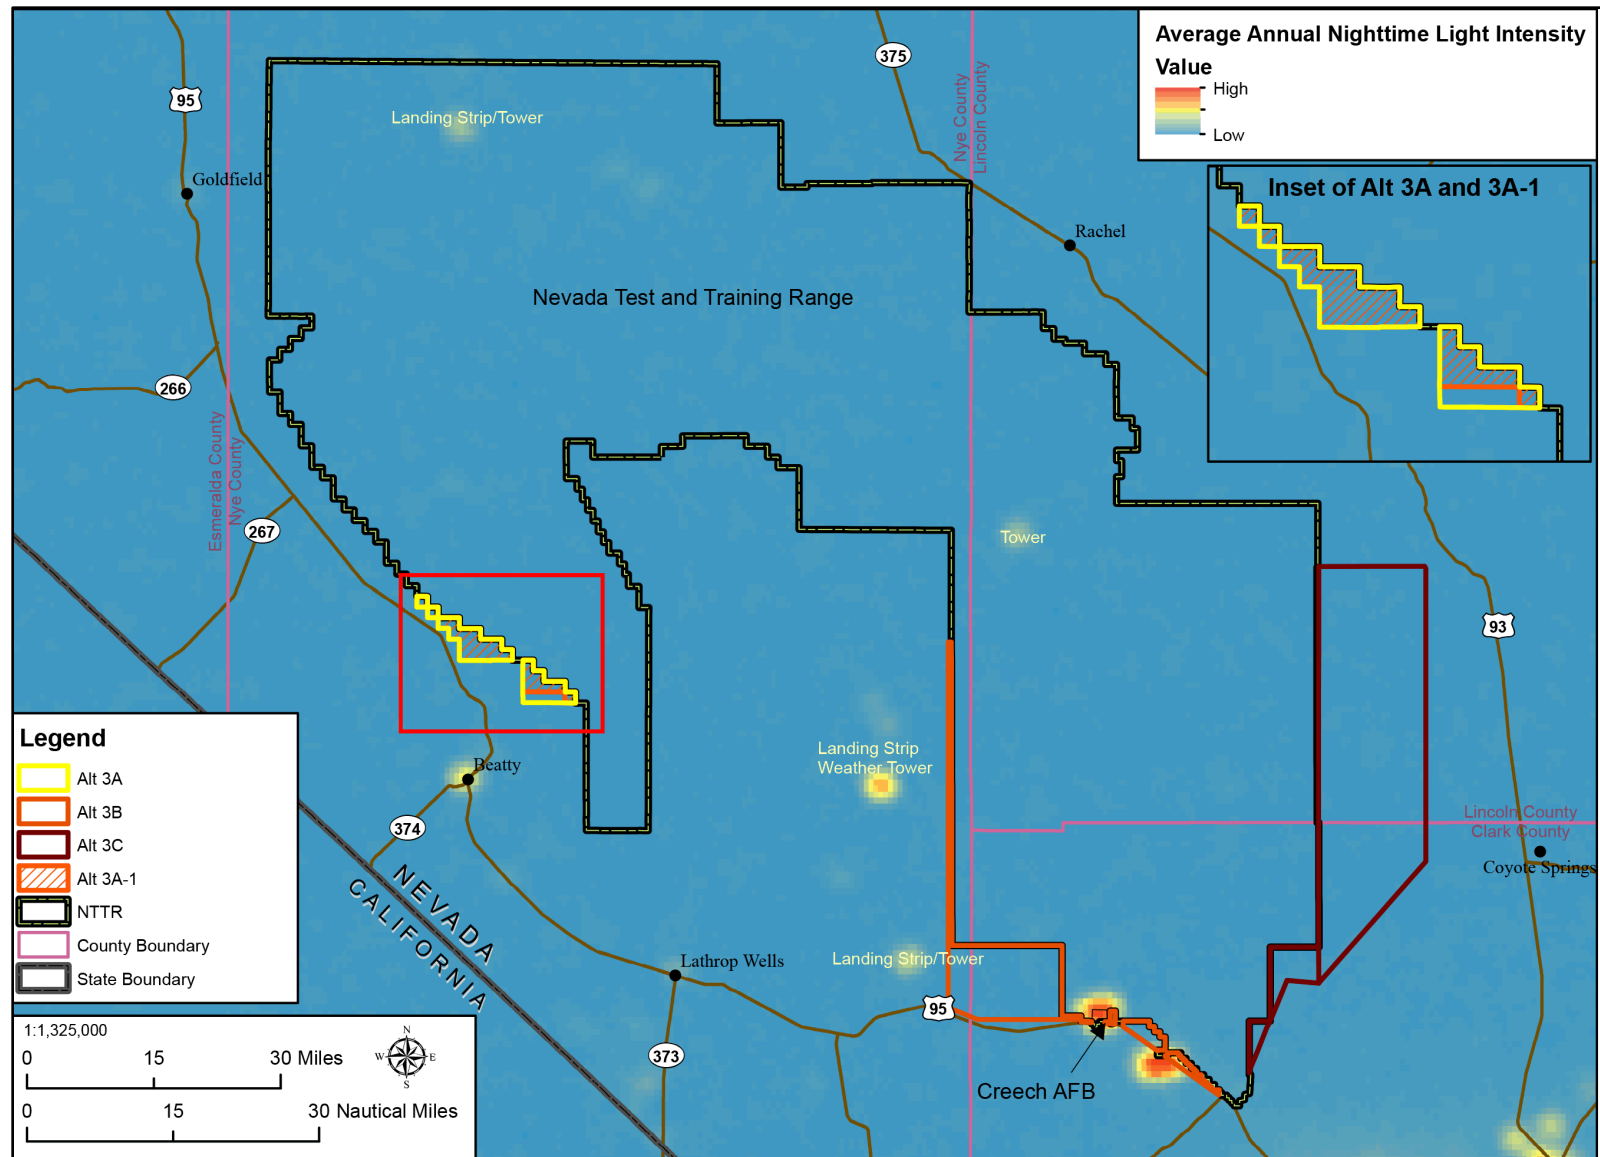 Average Annual Nighttime Light Intensity
Value
High
Low
Inset of Alt 3A and 3A-1
375
95
Nye County
Lincoln County
Landing Strip/Tower
Goldfield
Rachel
Nevada Test and Training Range
266
Esmeralda County
Nye County
267
Tower
93
Landing Strip
Weather Tower
Beatty
374
Lincoln County
Clark County
Coyote Springs
NEVADA
CALIFORNIA
Lathrop Wells
Landing Strip/Tower
95
373
Creech AFB
Legend
Alt 3A
Alt 3B
Alt 3C
Alt 3A-1
NTTR
County Boundary
State Boundary
1:1,325,000
0 15 30 Miles
0 15 30 Nautical Miles
N
W E
S